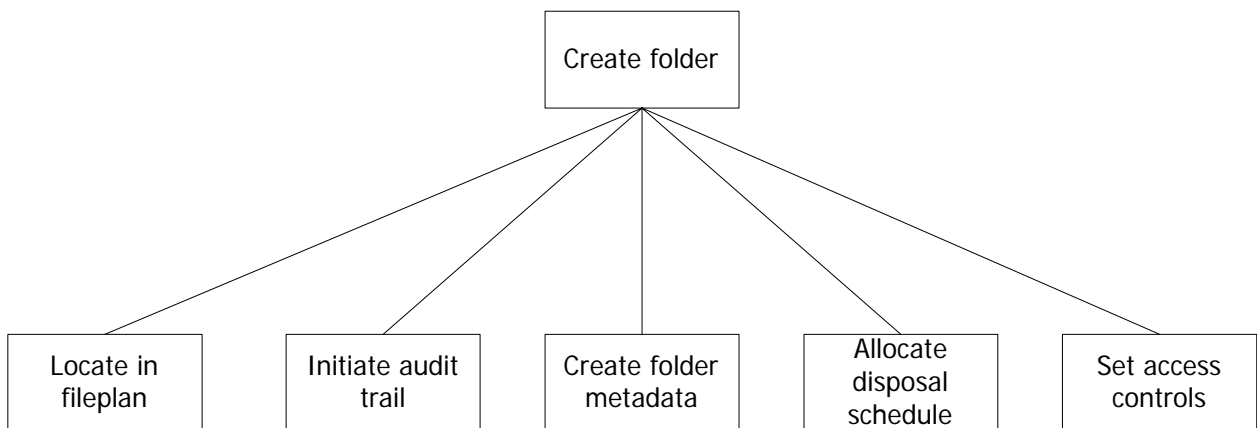 Create folder
Locate in
fileplan
Initiate audit
trail
Create folder
metadata
Allocate
disposal
schedule
Set access
controls